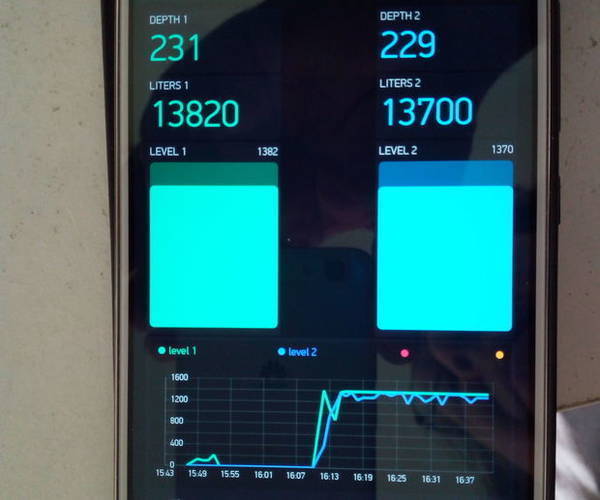 DEPTH 1 DEPTH 2
231 229
LITERS 1 LITERS 2
13820 13700
LEVEL 1 1382 LEVEL 2 1370
level 1 level 2
1600
1200
800
400
0
15:43 15:49 15:55 16:01 16:07 16:13 16:19 16:25 16:31 16:37